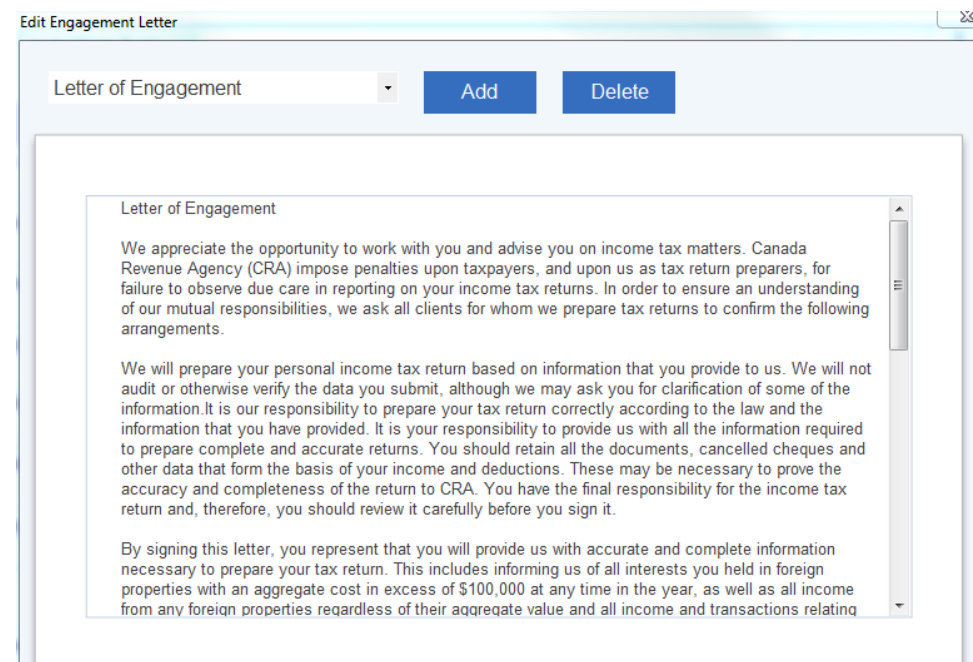 Edit Engagement Letter
Letter of Engagement
Add
Delete
Letter of Engagement
We appreciate the opportunity to work with you and advise you on income tax matters. Canada
Revenue Agency (CRA) impose penalties upon taxpayers, and upon us as tax return preparers, for
failure to observe due care in reporting on your income tax returns. In order to ensure an understanding
of our mutual responsibilities, we ask all clients for whom we prepare tax returns to confirm the following
arrangements.
We will prepare your personal income tax return based on information that you provide to us. We will not
audit or otherwise verify the data you submit, although we may ask you for clarification of some of the
information.It is our responsibility to prepare your tax return correctly according to the law and the
information that you have provided. It is your responsibility to provide us with all the information required
to prepare complete and accurate returns. You should retain all the documents, cancelled cheques and
other data that form the basis of your income and deductions. These may be necessary to prove the
accuracy and completeness of the return to CRA. You have the final responsibility for the income tax
return and, therefore, you should review it carefully before you sign it.
By signing this letter, you represent that you will provide us with accurate and complete information
necessary to prepare your tax return. This includes informing us of all interests you held in foreign
properties with an aggregate cost in excess of $100,000 at any time in the year, as well as all income
from any foreign properties regardless of their aggregate value and all income and transactions relating